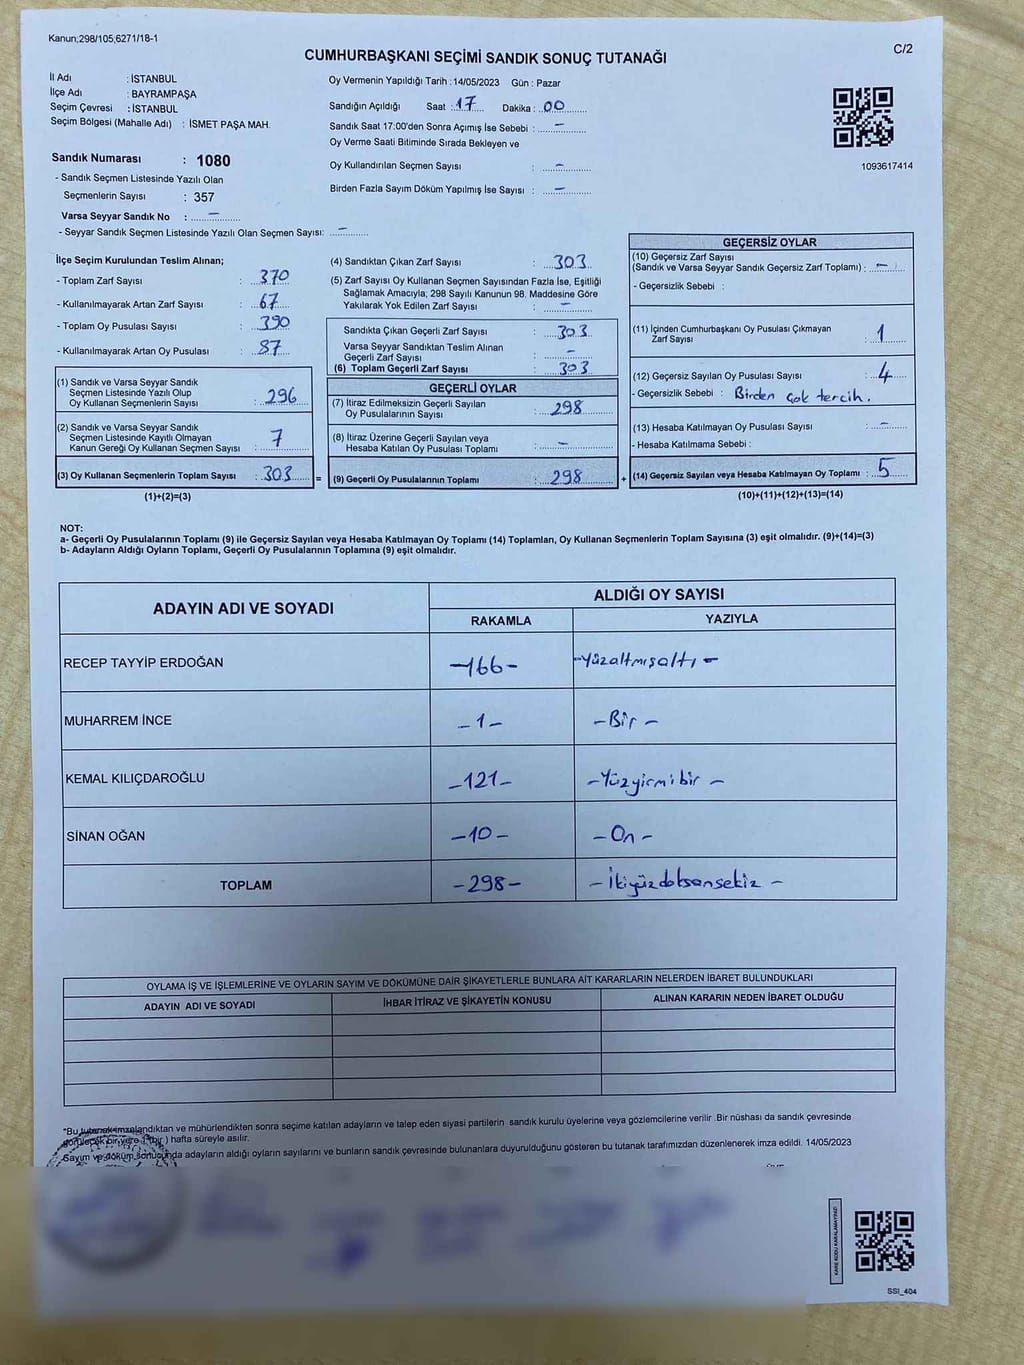 Kanun;298/105,6271/18-1
C/2
CUMHURBAŞKANI SEÇİMİ SANDIK SONUÇ TUTANAĞI
İl Adı : İSTANBUL
İlçe Adı : BAYRAMPAŞA
Seçim Çevresi : İSTANBUL
Seçim Bölgesi (Mahalle Adı) : İSMET PAŞA MAH.
Oy Vermenin Yapıldığı Tarih : 14/05/2023 Gün : Pazar
Sandığın Açıldığı Saat : 17 Dakika : 00
Sandık Saat 17:00'den Sonra Açımış İse Sebebi : –
Oy Verme Saati Bitiminde Sırada Bekleyen ve
Oy Kullandırılan Seçmen Sayısı : –
Birden Fazla Sayım Döküm Yapılmış İse Sayısı : –
1093617414
Sandık Numarası : 1080
- Sandık Seçmen Listesinde Yazılı Olan
Seçmenlerin Sayısı : 357
Varsa Seyyar Sandık No : –
- Seyyar Sandık Seçmen Listesinde Yazılı Olan Seçmen Sayısı: –
İlçe Seçim Kurulundan Teslim Alınan;
- Toplam Zarf Sayısı : 370
- Kullanılmayarak Artan Zarf Sayısı : 67
- Toplam Oy Pusulası Sayısı : 390
- Kullanılmayarak Artan Oy Pusulası : 87
(1) Sandık ve Varsa Seyyar Sandık
Seçmen Listesinde Yazılı Olup
Oy Kullanan Seçmenlerin Sayısı : 296
(2) Sandık ve Varsa Seyyar Sandık
Seçmen Listesinde Kayıtlı Olmayan
Kanun Gereği Oy Kullanan Seçmen Sayısı : 7
(3) Oy Kullanan Seçmenlerin Toplam Sayısı : 303 =
(1)+(2)=(3)
(4) Sandıktan Çıkan Zarf Sayısı : 303
(5) Zarf Sayısı Oy Kullanan Seçmen Sayısından Fazla İse, Eşitliği
Sağlamak Amacıyla; 298 Sayılı Kanunun 98. Maddesine Göre
Yakılarak Yok Edilen Zarf Sayısı : –
Sandıkta Çıkan Geçerli Zarf Sayısı : 303
Varsa Seyyar Sandıktan Teslim Alınan
Geçerli Zarf Sayısı : –
(6) Toplam Geçerli Zarf Sayısı : 303
GEÇERLİ OYLAR
(7) İtiraz Edilmeksizin Geçerli Sayılan
Oy Pusulalarının Sayısı : 298
(8) İtiraz Üzerine Geçerli Sayılan veya
Hesaba Katılan Oy Pusulası Toplamı : –
(9) Geçerli Oy Pusulalarının Toplamı : 298 +
GEÇERSİZ OYLAR
(10) Geçersiz Zarf Sayısı
(Sandık ve Varsa Seyyar Sandık Geçersiz Zarf Toplamı) : –
- Geçersizlik Sebebi :
(11) İçinden Cumhurbaşkanı Oy Pusulası Çıkmayan
Zarf Sayısı : 1
(12) Geçersiz Sayılan Oy Pusulası Sayısı : 4
- Geçersizlik Sebebi : Birden çok tercih.
(13) Hesaba Katılmayan Oy Pusulası Sayısı : –
- Hesaba Katılmama Sebebi :
(14) Geçersiz Sayılan veya Hesaba Katılmayan Oy Toplamı : 5
(10)+(11)+(12)+(13)=(14)
NOT:
a- Geçerli Oy Pusulalarının Toplamı (9) ile Geçersiz Sayılan veya Hesaba Katılmayan Oy Toplamı (14) Toplamları, Oy Kullanan Seçmenlerin Toplam Sayısına (3) eşit olmalıdır. (9)+(14)=(3)
b- Adayların Aldığı Oyların Toplamı, Geçerli Oy Pusulalarının Toplamına (9) eşit olmalıdır.
ADAYIN ADI VE SOYADI
ALDIĞI OY SAYISI
RAKAMLA YAZIYLA
RECEP TAYYİP ERDOĞAN –166– –Yüzaltmışaltı–
MUHARREM İNCE –1– –Bir–
KEMAL KILIÇDAROĞLU –121– –Yüzyirmibir–
SİNAN OĞAN –10– –On–
TOPLAM –298– –İkiyüzdoksansekiz–
OYLAMA İŞ VE İŞLEMLERİNE VE OYLARIN SAYIM VE DÖKÜMÜNE DAİR ŞİKAYETLERLE BUNLARA AİT KARARLARIN NELERDEN İBARET BULUNDUKLARI
ADAYIN ADI VE SOYADI İHBAR İTİRAZ VE ŞİKAYETİN KONUSU ALINAN KARARIN NEDEN İBARET OLDUĞU
*Bu tutanak imzalandıktan ve mühürlendikten sonra seçime katılan adayların ve talep eden siyasi partilerin sandık kurulu üyelerine veya gözlemcilerine verilir .Bir nüshası da sandık çevresinde
görülecek bir yere 1 (bir ) hafta süreyle asılır.
Sayım ve döküm sonucunda adayların aldığı oyların sayılarını ve bunların sandık çevresinde bulunanlara duyurulduğunu gösteren bu tutanak tarafımızdan düzenlenerek imza edildi. 14/05/2023
KARE KODU KARALAMAYINIZ!
SSI_404